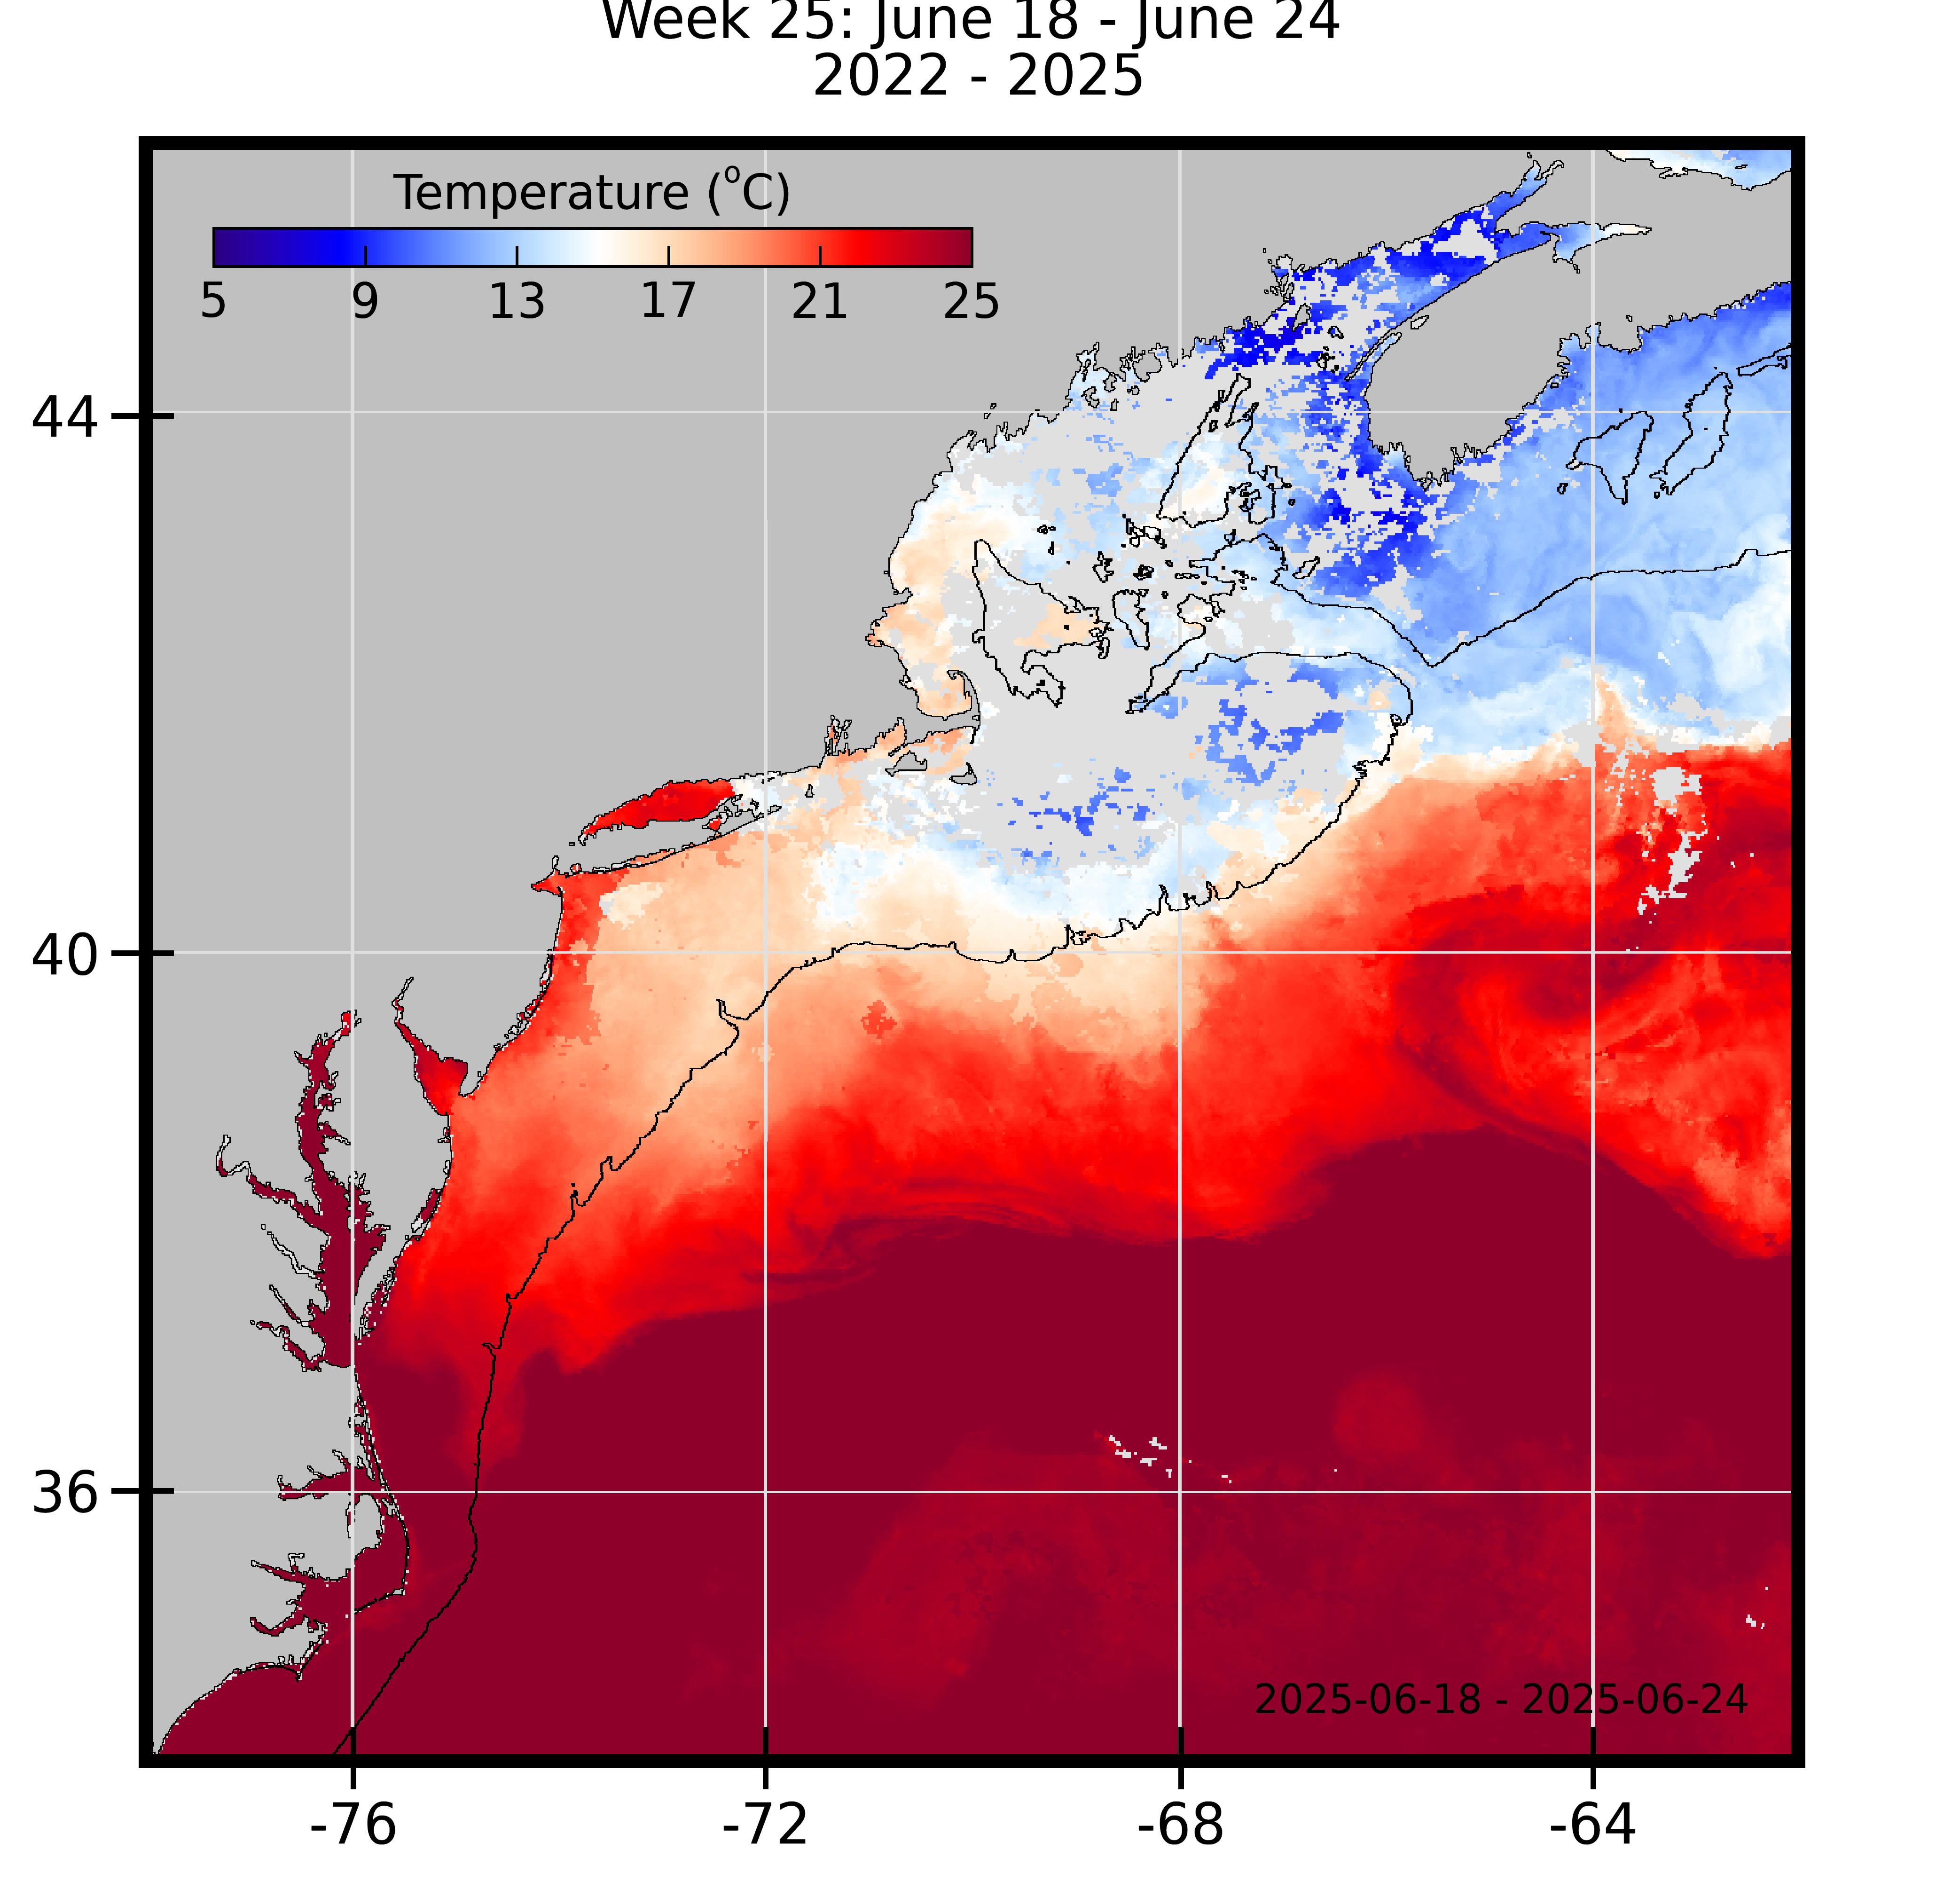 Week 25: June 18 - June 24
2022 - 2025
Temperature (°C)
5 9 13 17 21 25
44
40
36
2025-06-18 - 2025-06-24
-76 -72 -68 -64